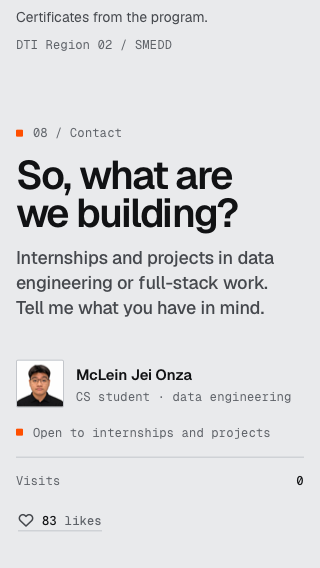 Certificates from the program.
DTI Region 02 / SMEDD
08 / Contact
So, what are
we building?
Internships and projects in data
engineering or full-stack work.
Tell me what you have in mind.
McLein Jei Onza
CS student · data engineering
Open to internships and projects
Visits 0
83 likes